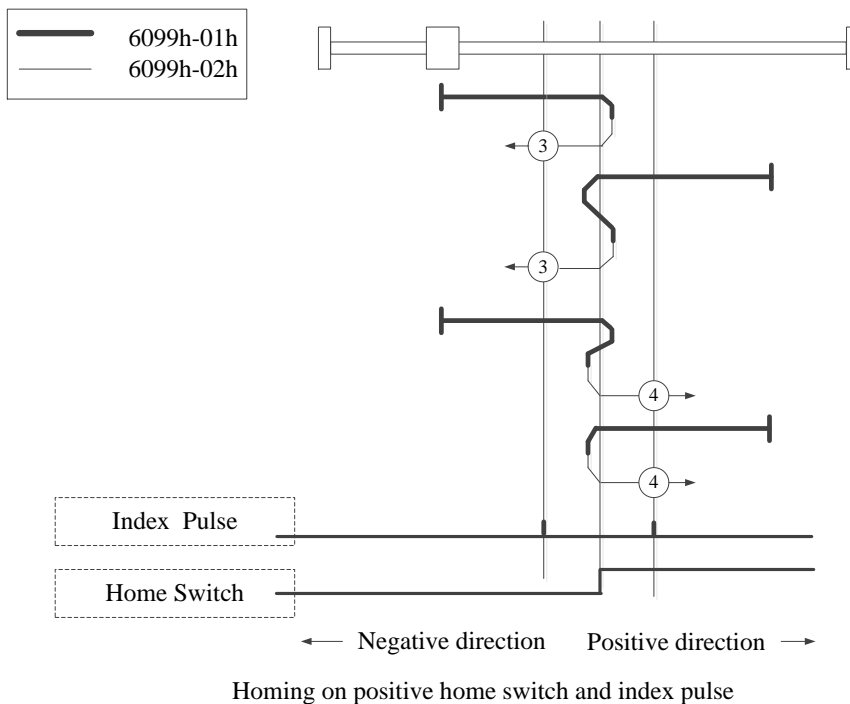 6099h-01h
6099h-02h
3
3
4
4
Index Pulse
Home Switch
Negative direction
Positive direction
Homing on positive home switch and index pulse